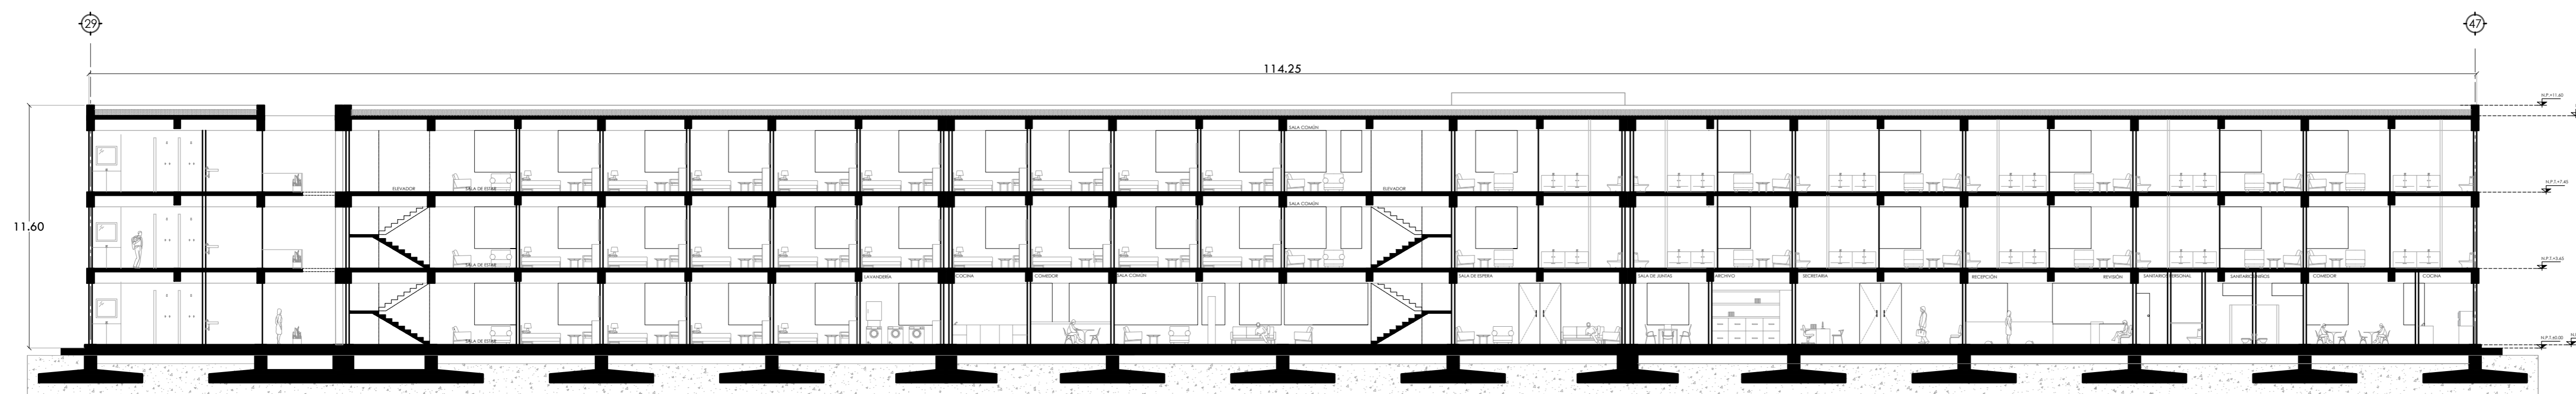 29
47
114.25
N.P.+11.60
SALA COMÚN
ELEVADOR
SALA DE ESTAR
ELEVADOR
N.P.T.+7.45
SALA COMÚN
11.60
SALA DE ESTAR
N.P.T.+3.65
LAVANDERÍA
COCINA
COMEDOR
SALA COMÚN
SALA DE ESPERA
SALA DE JUNTAS
ARCHIVO
SECRETARIA
RECEPCIÓN
REVISIÓN
SANITARIO PERSONAL
SANITARIO NIÑOS
COMEDOR
COCINA
SALA DE ESTAR